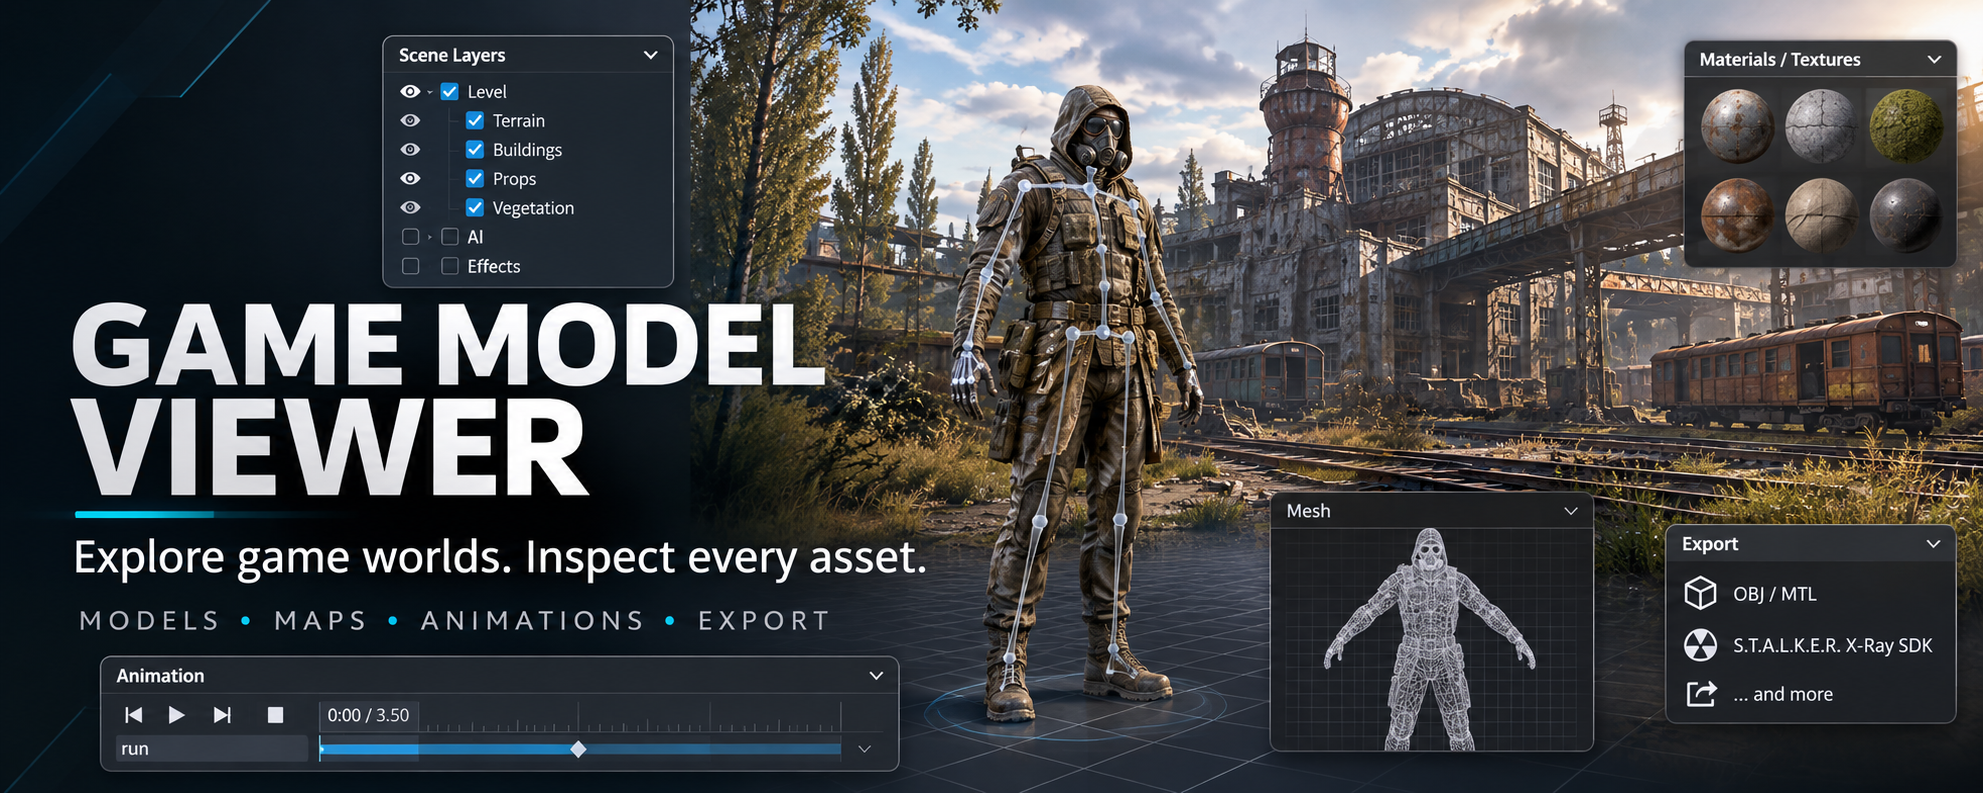 Scene Layers
Level
Terrain
Buildings
Props
Vegetation
AI
Effects
GAME MODEL
VIEWER
Explore game worlds. Inspect every asset.
MODELS • MAPS • ANIMATIONS • EXPORT
Animation
0:00 / 3.50
run
Materials / Textures
Mesh
Export
OBJ / MTL
S.T.A.L.K.E.R. X-Ray SDK
... and more